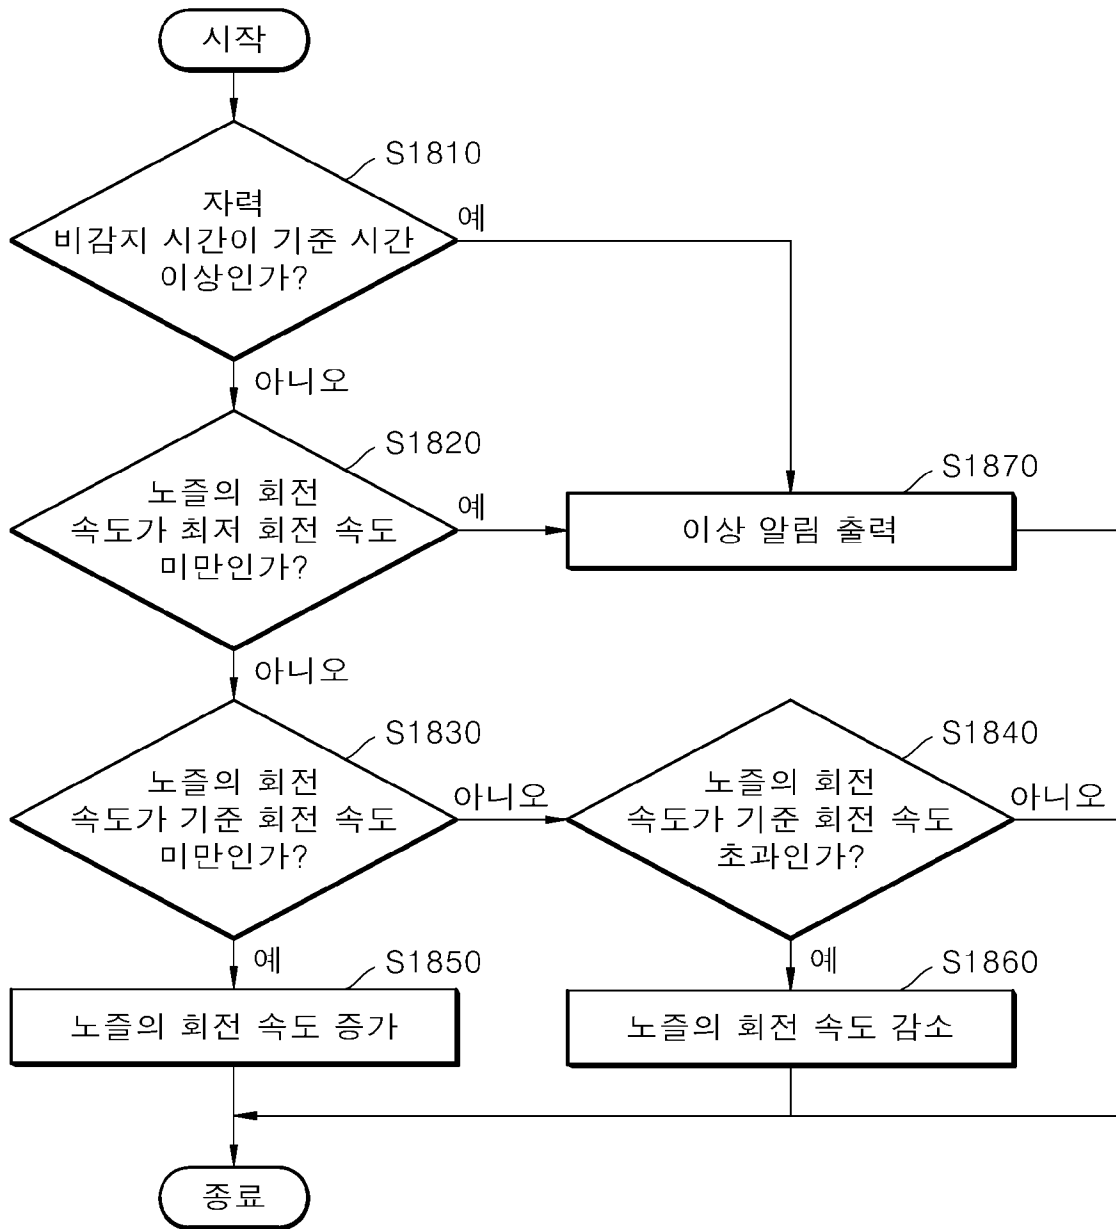 시작
S1810
자력
비감지 시간이 기준 시간
이상인가?
예
아니오
S1820
노즐의 회전
속도가 최저 회전 속도
미만인가?
예
S1870
이상 알림 출력
아니오
S1830
노즐의 회전
속도가 기준 회전 속도
미만인가?
아니오
S1840
노즐의 회전
속도가 기준 회전 속도
초과인가?
아니오
예
S1850
노즐의 회전 속도 증가
예
S1860
노즐의 회전 속도 감소
종료